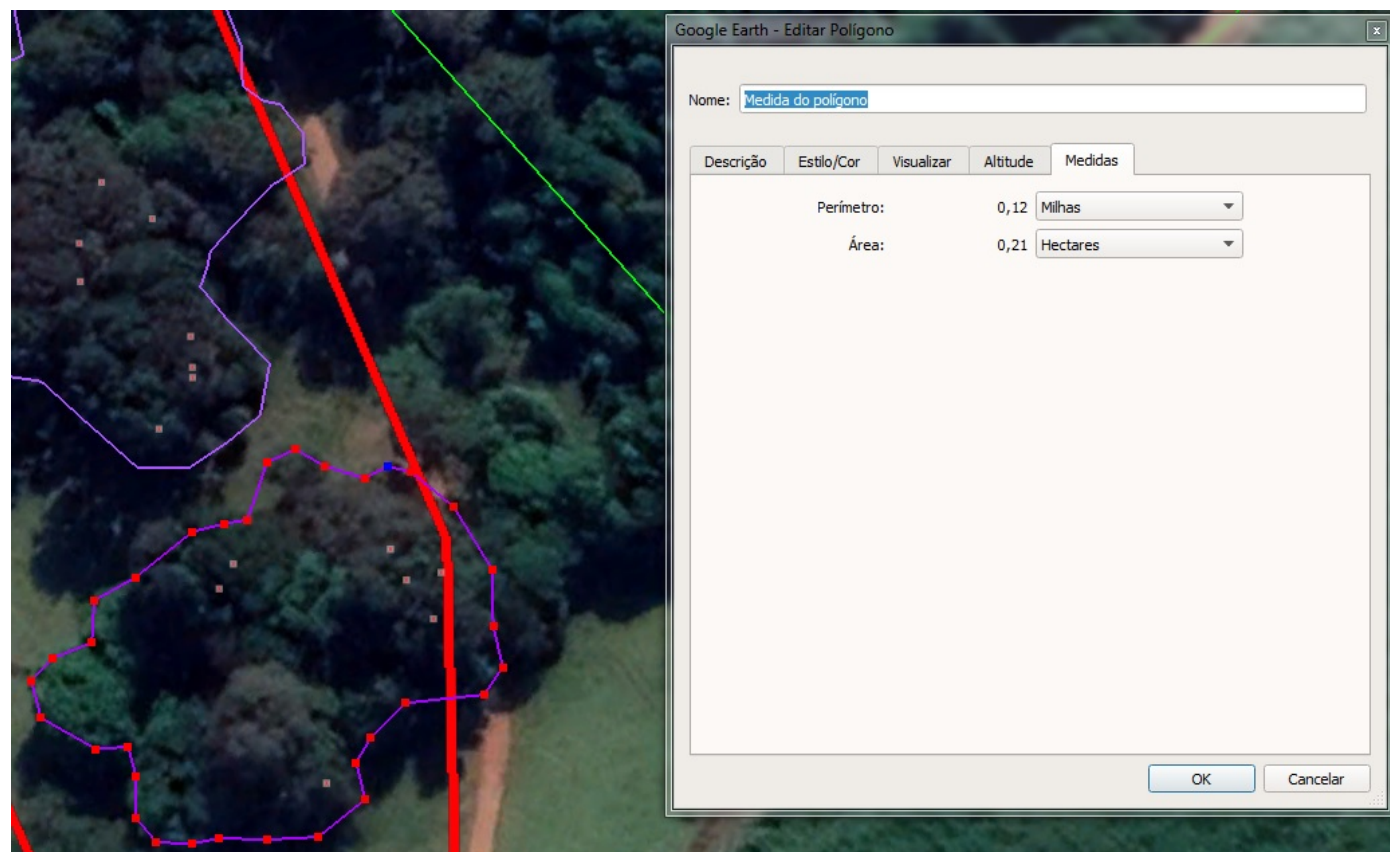 Google Earth - Editar Polígono
x
Nome: Medida do polígono
Descrição Estilo/Cor Visualizar Altitude Medidas
Perímetro: 0,12 Milhas
Área: 0,21 Hectares
OK Cancelar